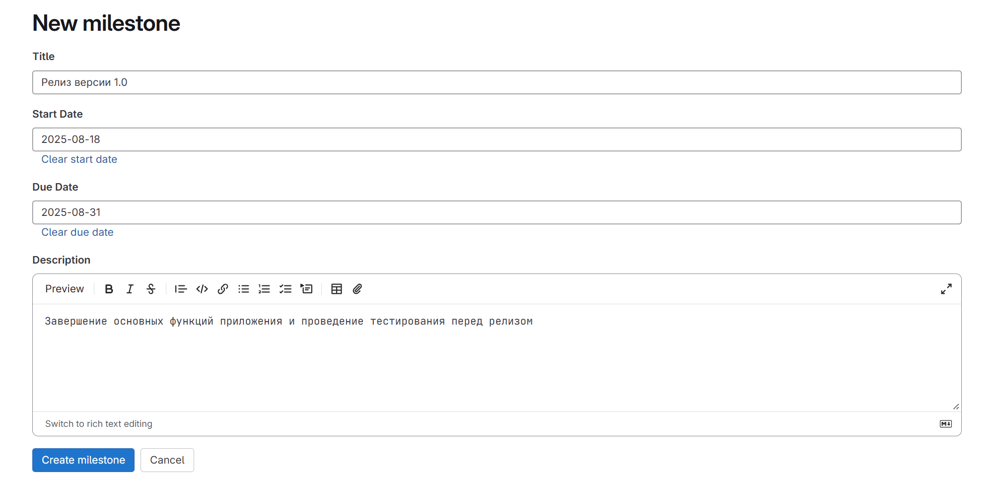 New milestone
Title
Релиз версии 1.0
Start Date
2025-08-18
Clear start date
Due Date
2025-08-31
Clear due date
Description
Preview
Завершение основных функций приложения и проведение тестирования перед релизом
Switch to rich text editing
Create milestone Cancel